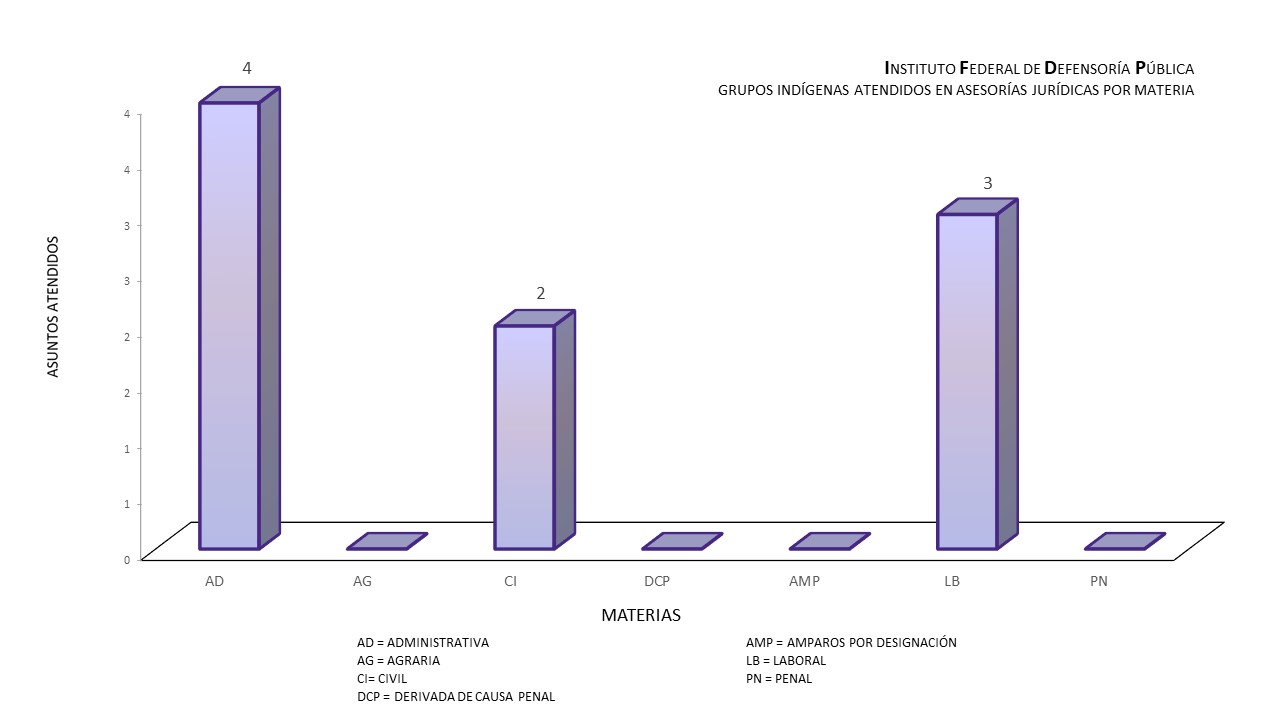 INSTITUTO FEDERAL DE DEFENSORÍA PÚBLICA
GRUPOS INDÍGENAS ATENDIDOS EN ASESORÍAS JURÍDICAS POR MATERIA
4
2
3
ASUNTOS ATENDIDOS
4
4
3
3
2
2
1
1
0
AD AG CI DCP AMP LB PN
MATERIAS
AD = ADMINISTRATIVA
AG = AGRARIA
CI= CIVIL
DCP = DERIVADA DE CAUSA PENAL
AMP = AMPAROS POR DESIGNACIÓN
LB = LABORAL
PN = PENAL